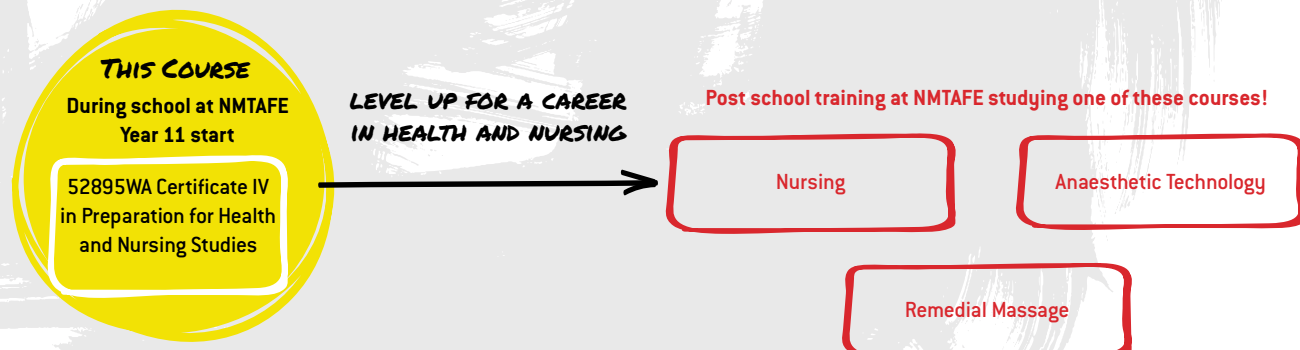 This Course
During school at NMTAFE
Year 11 start
52895WA Certificate IV
in Preparation for Health
and Nursing Studies
LEVEL UP FOR A CAREER
IN HEALTH AND NURSING
Post school training at NMTAFE studying one of these courses!
Nursing
Anaesthetic Technology
Remedial Massage